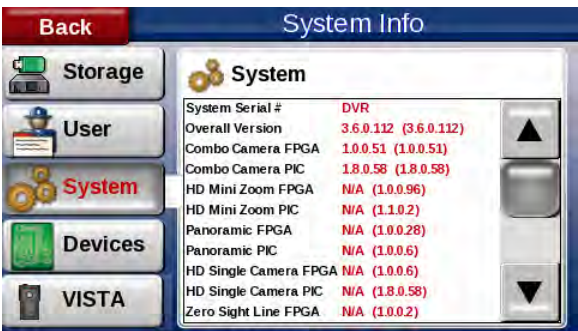 Back
System Info
Storage
User
System
Devices
VISTA
System
System Serial # DVR
Overall Version 3.6.0.112 (3.6.0.112)
Combo Camera FPGA 1.0.0.51 (1.0.0.51)
Combo Camera PIC 1.8.0.58 (1.8.0.58)
HD Mini Zoom FPGA N/A (1.0.0.96)
HD Mini Zoom PIC N/A (1.1.0.2)
Panoramic FPGA N/A (1.0.0.28)
Panoramic PIC N/A (1.0.0.6)
HD Single Camera FPGA N/A (1.0.0.6)
HD Single Camera PIC N/A (1.8.0.58)
Zero Sight Line FPGA N/A (1.0.0.2)